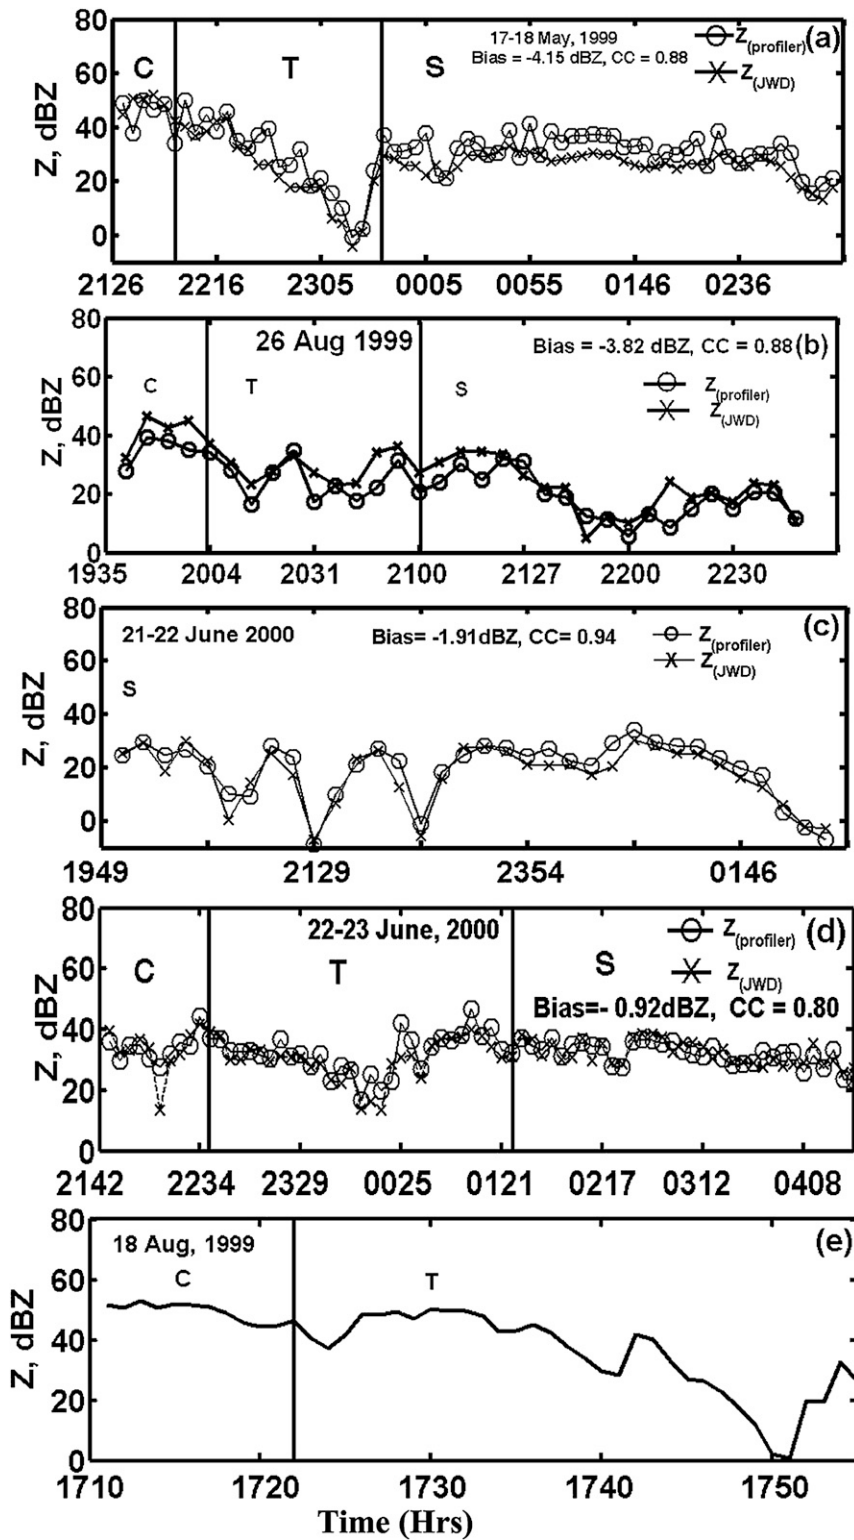 80
60
40
20
0
Z, dBZ
C
T
S
17-18 May, 1999
Bias = -4.15 dBZ, CC = 0.88
Z(profiler)
Z(JWD)
(a)
2126 2216 2305 0005 0055 0146 0236
80
60
40
20
0
Z, dBZ
26 Aug 1999
Bias = -3.82 dBZ, CC = 0.88
(b)
C
T
S
Z(profiler)
Z(JWD)
1935 2004 2031 2100 2127 2200 2230
80
60
40
20
0
Z, dBZ
21-22 June 2000
Bias= -1.91dBZ, CC= 0.94
Z(profiler)
Z(JWD)
(c)
S
1949 2129 2354 0146
80
60
40
20
0
Z, dBZ
22-23 June, 2000
Z(profiler)
(d)
C
T
S
Z(JWD)
Bias=- 0.92dBZ, CC = 0.80
2142 2234 2329 0025 0121 0217 0312 0408
80
60
40
20
0
Z, dBZ
18 Aug, 1999
(e)
C
T
1710 1720 1730 1740 1750
Time (Hrs)